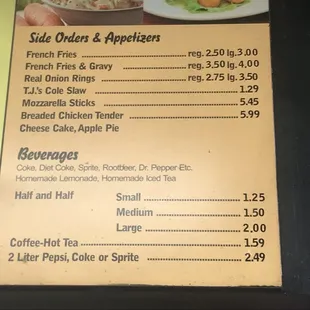 Side Orders & Appetizers
French Fries reg. 2.50 lg. 3.00
French Fries & Gravy reg. 3.50 lg. 4.00
Real Onion Rings reg. 2.75 lg. 3.50
T.J.'s Cole Slaw 1.29
Mozzarella Sticks 5.45
Breaded Chicken Tender 5.99
Cheese Cake, Apple Pie
Beverages
Coke, Diet Coke, Sprite, Rootbeer, Dr. Pepper Etc.
Homemade Lemonade, Homemade Iced Tea
Half and Half Small 1.25
Medium 1.50
Large 2.00
Coffee-Hot Tea 1.59
2 Liter Pepsi, Coke or Sprite 2.49